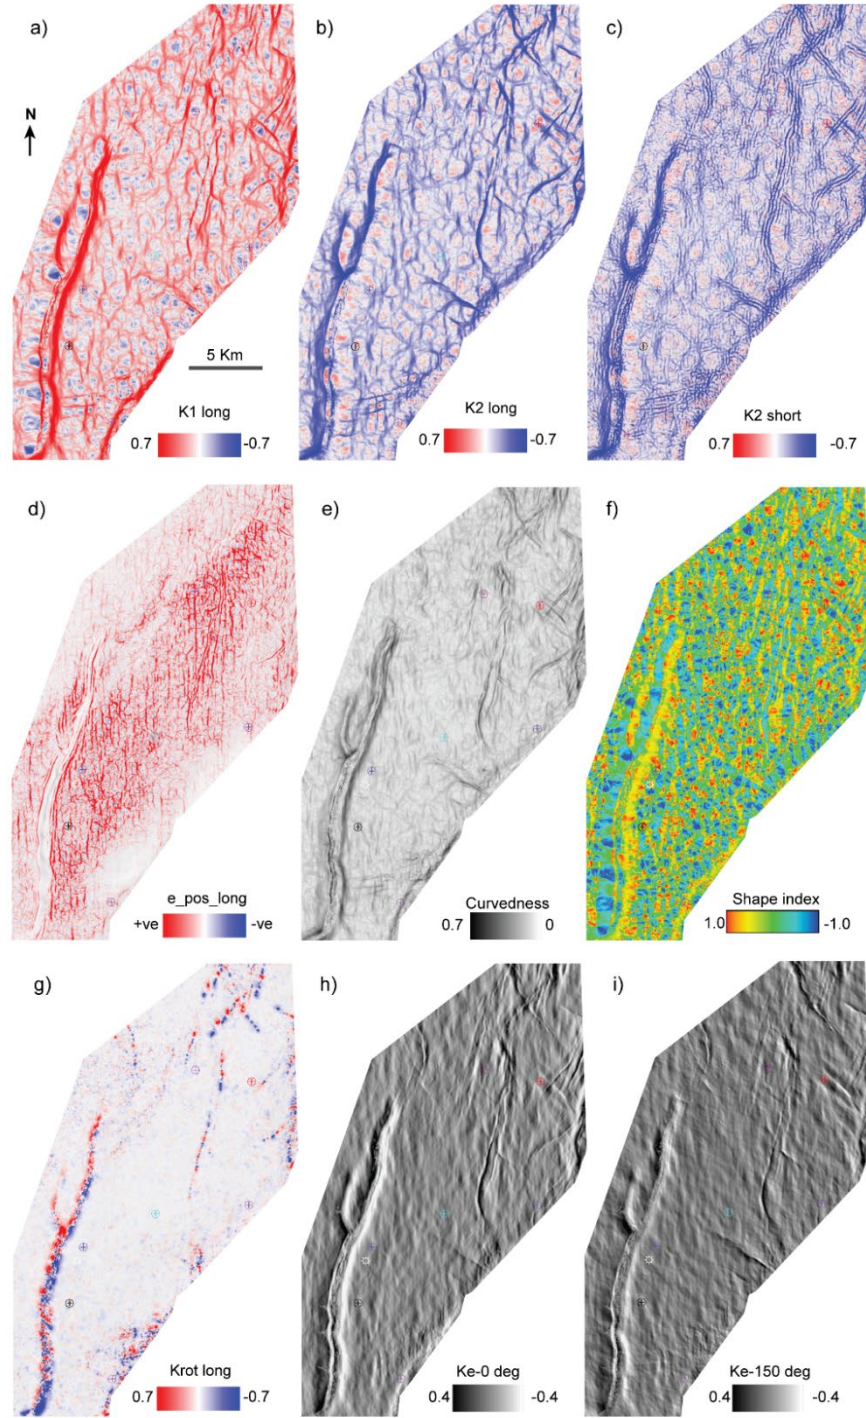 a)
b)
c)
N
5 Km
K1 long
0.7 -0.7
K2 long
0.7 -0.7
K2 short
0.7 -0.7
d)
e)
f)
e_pos_long
+ve -ve
Curvedness
0.7 0
Shape index
1.0 -1.0
g)
h)
i)
Krot long
0.7 -0.7
Ke-0 deg
0.4 -0.4
Ke-150 deg
0.4 -0.4